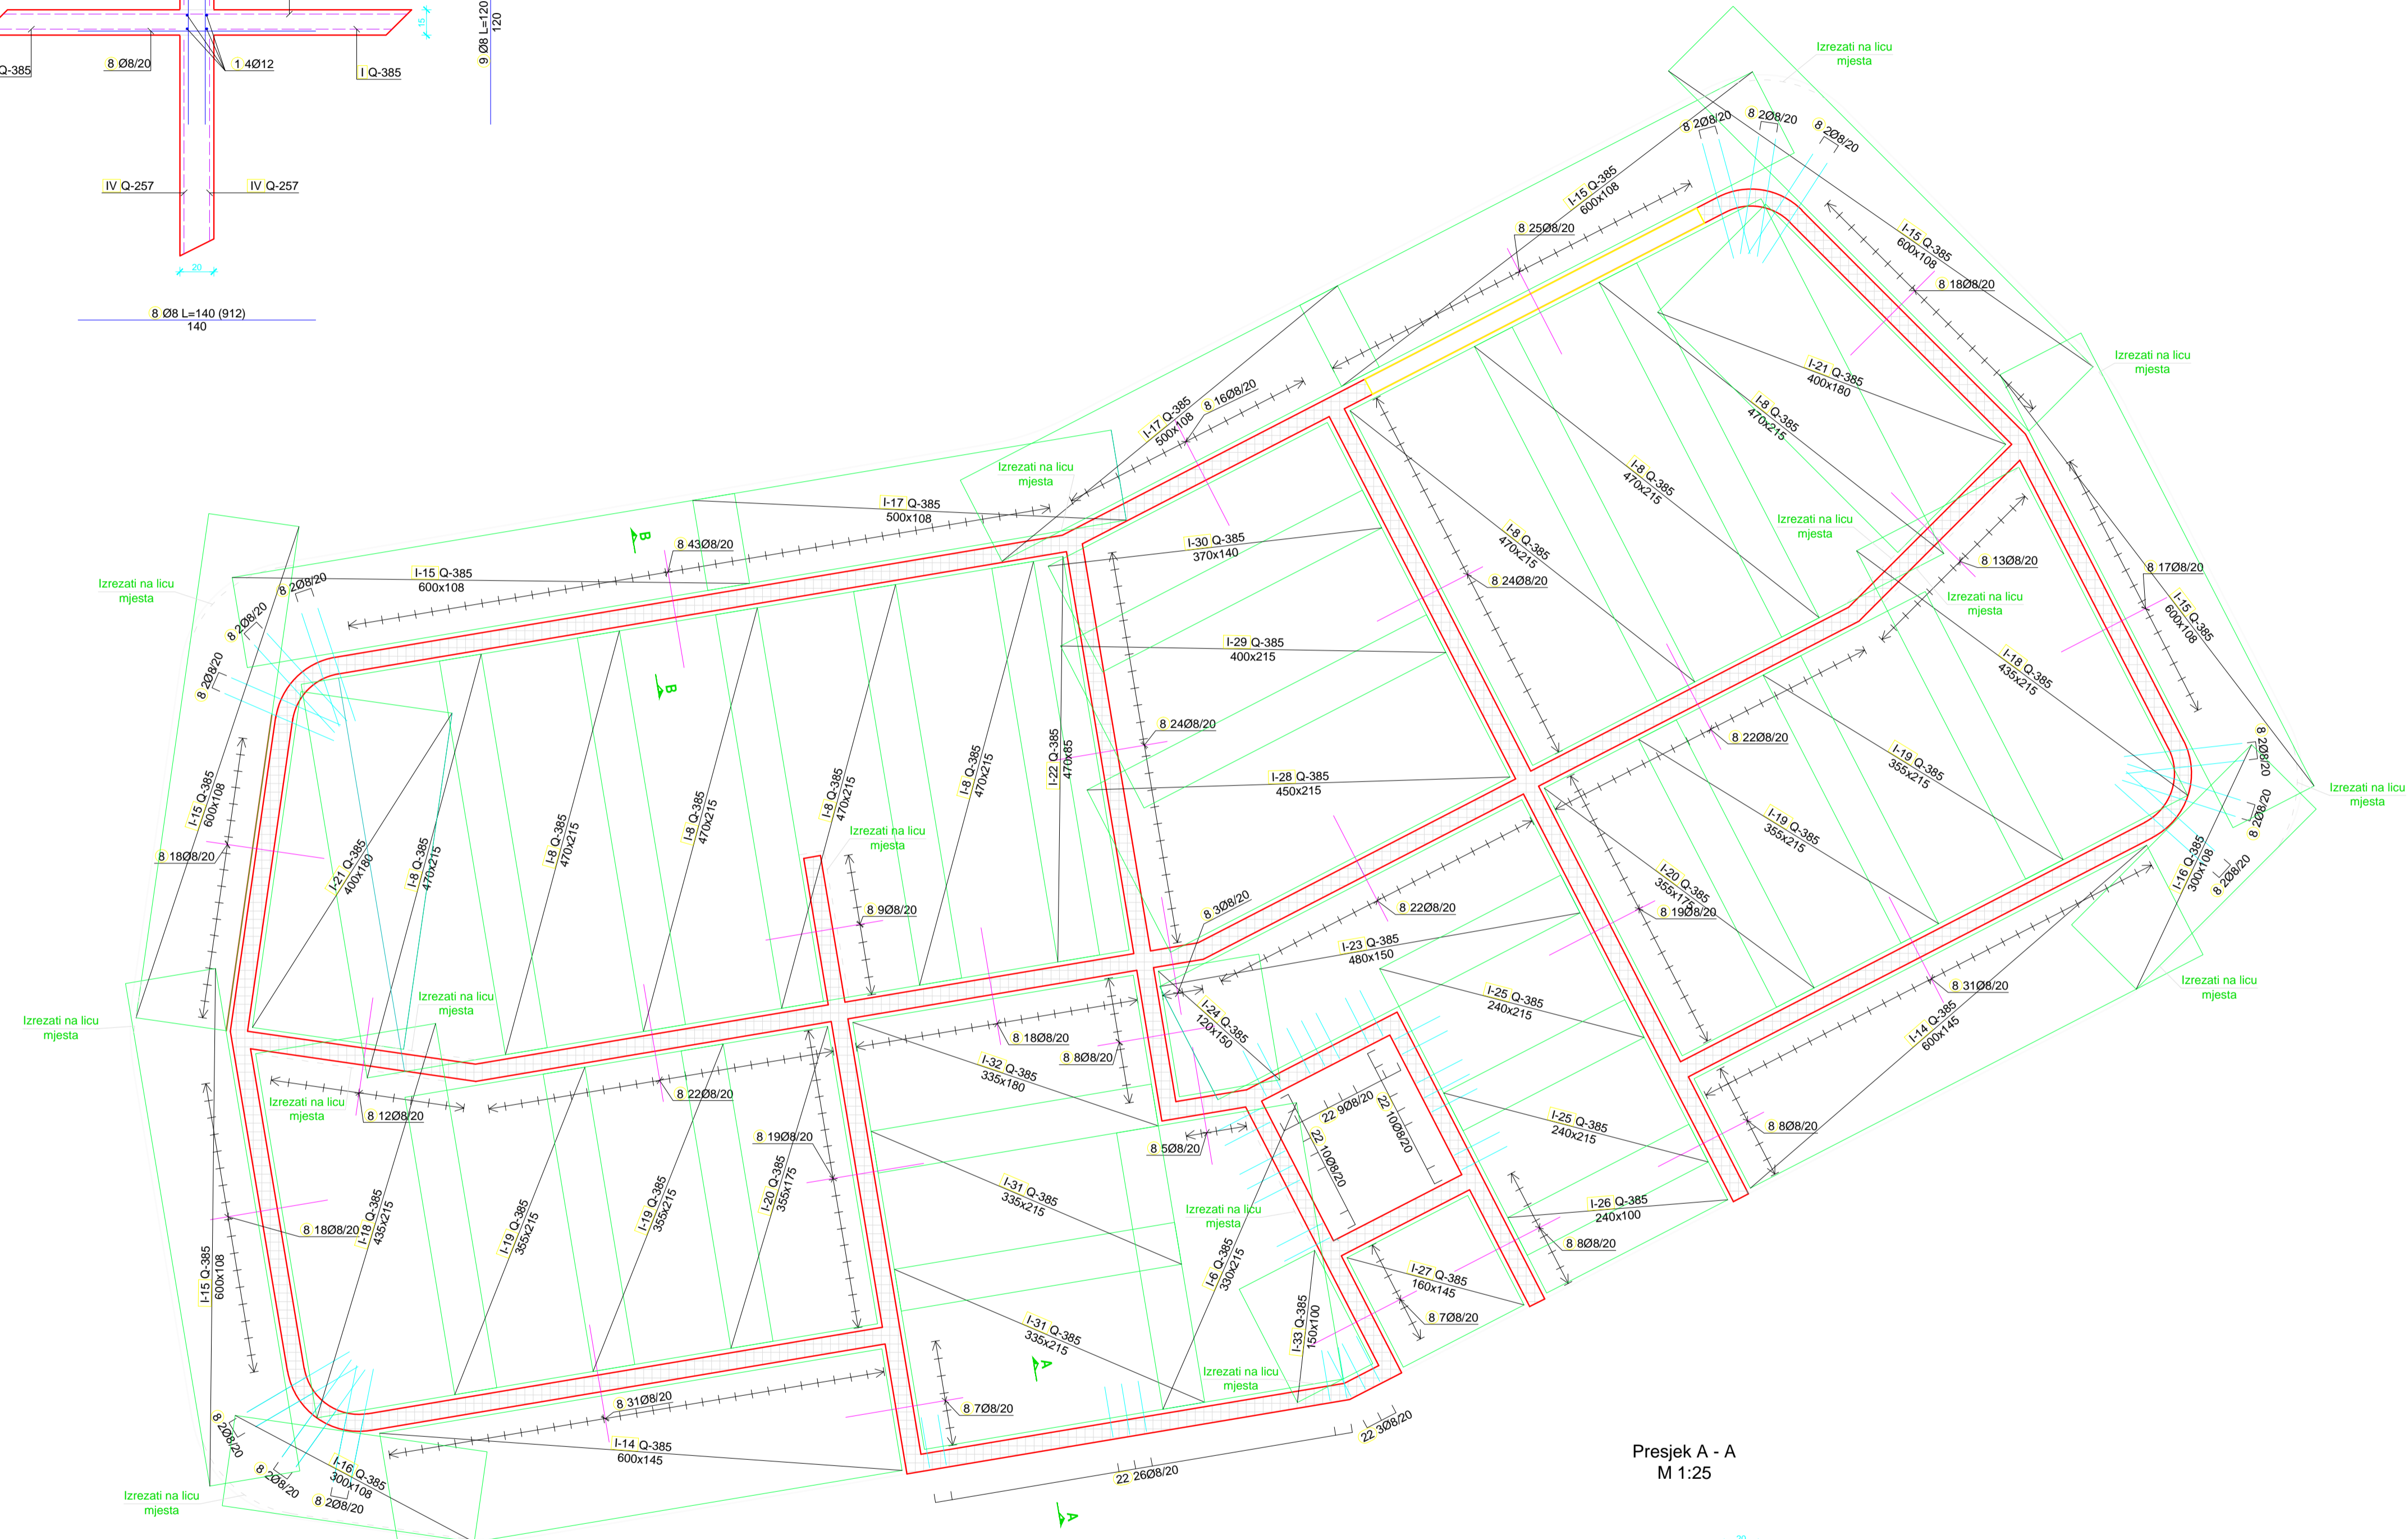 15
9 Ø8 L=120
120
Q-385
8 Ø8/20
1 4Ø12
I Q-385
IV Q-257
IV Q-257
20
8 Ø8 L=140 (912)
140
Izrezati na licu
mjesta
8 2Ø8/20
8 2Ø8/20
8 2Ø8/20
I-15 Q-385
600x108
8 25Ø8/20
I-15 Q-385
600x108
8 18Ø8/20
Izrezati na licu
mjesta
I-21 Q-385
400x180
I-8 Q-385
470x215
I-17 Q-385
500x108
8 16Ø8/20
Izrezati na licu
mjesta
I-8 Q-385
470x215
I-17 Q-385
500x108
I-8 Q-385
470x215
Izrezati na licu
mjesta
B
8 43Ø8/20
I-30 Q-385
370x140
8 24Ø8/20
8 13Ø8/20
8 17Ø8/20
I-15 Q-385
600x108
Izrezati na licu
mjesta
I-15 Q-385
600x108
8 2Ø8/20
Izrezati na licu
mjesta
8 2Ø8/20
8 2Ø8/20
I-29 Q-385
400x215
I-18 Q-385
435x215
B
8 24Ø8/20
8 22Ø8/20
I-19 Q-385
355x215
8 2Ø8/20
I-22 Q-385
470x85
I-28 Q-385
450x215
Izrezati na licu
mjesta
I-15 Q-385
600x108
I-8 Q-385
470x215
I-8 Q-385
470x215
I-8 Q-385
470x215
I-8 Q-385
470x215
I-19 Q-385
355x215
8 2Ø8/20
Izrezati na licu
mjesta
8 18Ø8/20
I-21 Q-385
400x180
I-8 Q-385
470x215
8 9Ø8/20
8 3Ø8/20
8 22Ø8/20
I-20 Q-385
355x175
8 19Ø8/20
I-16 Q-385
300x108
8 2Ø8/20
I-23 Q-385
480x150
Izrezati na licu
mjesta
Izrezati na licu
mjesta
8 31Ø8/20
Izrezati na licu
mjesta
I-24 Q-385
120x150
I-25 Q-385
240x215
I-14 Q-385
600x145
8 18Ø8/20
8 8Ø8/20
I-32 Q-385
335x180
Izrezati na licu
mjesta
8 12Ø8/20
8 22Ø8/20
22 9Ø8/20
22 10Ø8/20
22 10Ø8/20
I-25 Q-385
240x215
8 8Ø8/20
8 19Ø8/20
8 5Ø8/20
I-20 Q-385
355x175
I-31 Q-385
335x215
Izrezati na licu
mjesta
I-26 Q-385
240x100
8 18Ø8/20
I-18 Q-385
435x215
I-19 Q-385
355x215
I-19 Q-385
355x215
8 8Ø8/20
I-15 Q-385
600x108
I-6 Q-385
330x215
I-27 Q-385
160x145
I-33 Q-385
150x100
8 7Ø8/20
I-31 Q-385
335x215
A
Izrezati na licu
mjesta
8 31Ø8/20
8 7Ø8/20
8 2Ø8/20
22 3Ø8/20
I-14 Q-385
600x145
Presjek A - A
M 1:25
8 2Ø8/20
I-16 Q-385
300x108
22 26Ø8/20
Izrezati na licu
mjesta
8 2Ø8/20
A